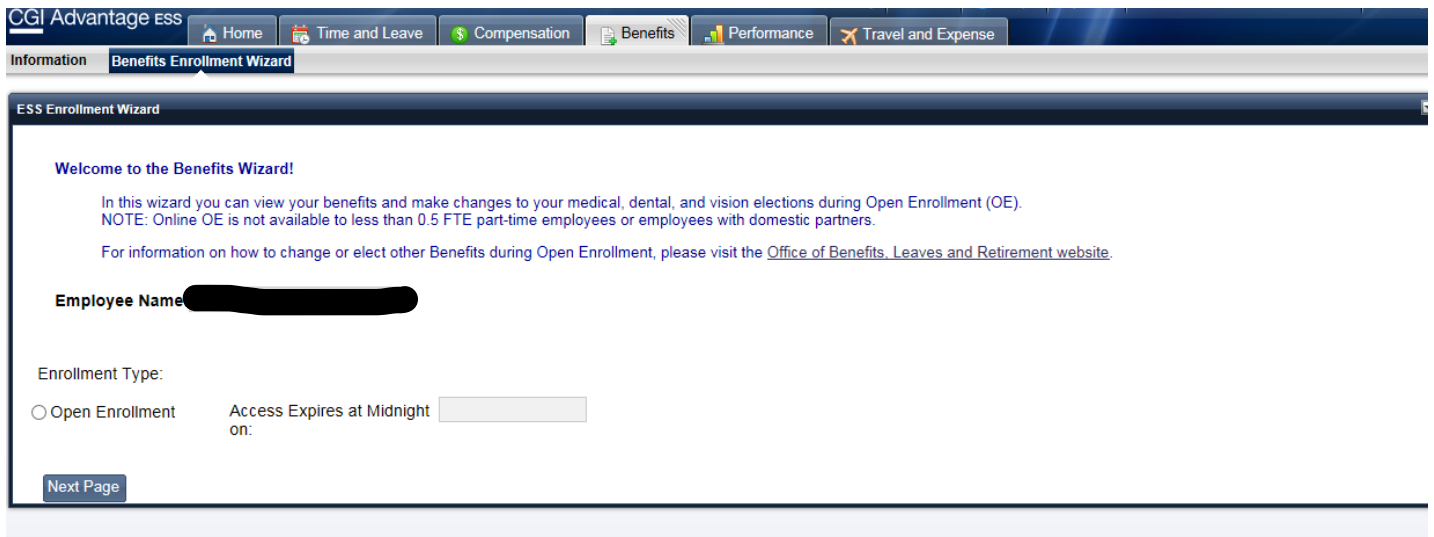 CGI Advantage ESS
Home
Time and Leave
Compensation
Benefits
Performance
Travel and Expense
Information
Benefits Enrollment Wizard
ESS Enrollment Wizard
Welcome to the Benefits Wizard!
In this wizard you can view your benefits and make changes to your medical, dental, and vision elections during Open Enrollment (OE).
NOTE: Online OE is not available to less than 0.5 FTE part-time employees or employees with domestic partners.
For information on how to change or elect other Benefits during Open Enrollment, please visit the Office of Benefits, Leaves and Retirement website.
Employee Name
Enrollment Type:
Open Enrollment
Access Expires at Midnight
on:
Next Page